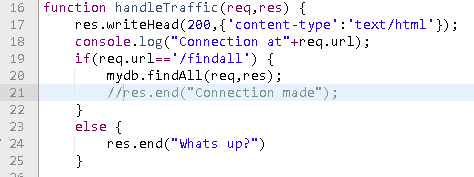 16 function handleTraffic(req,res) {
17 res.writeHead(200,{'content-type':'text/html'});
18 console.log("Connection at"+req.url);
19 if(req.url=='/findall') {
20 mydb.findAll(req,res);
21 //res.end("Connection made");
22 }
23 else {
24 res.end("Whats up?")
25 }